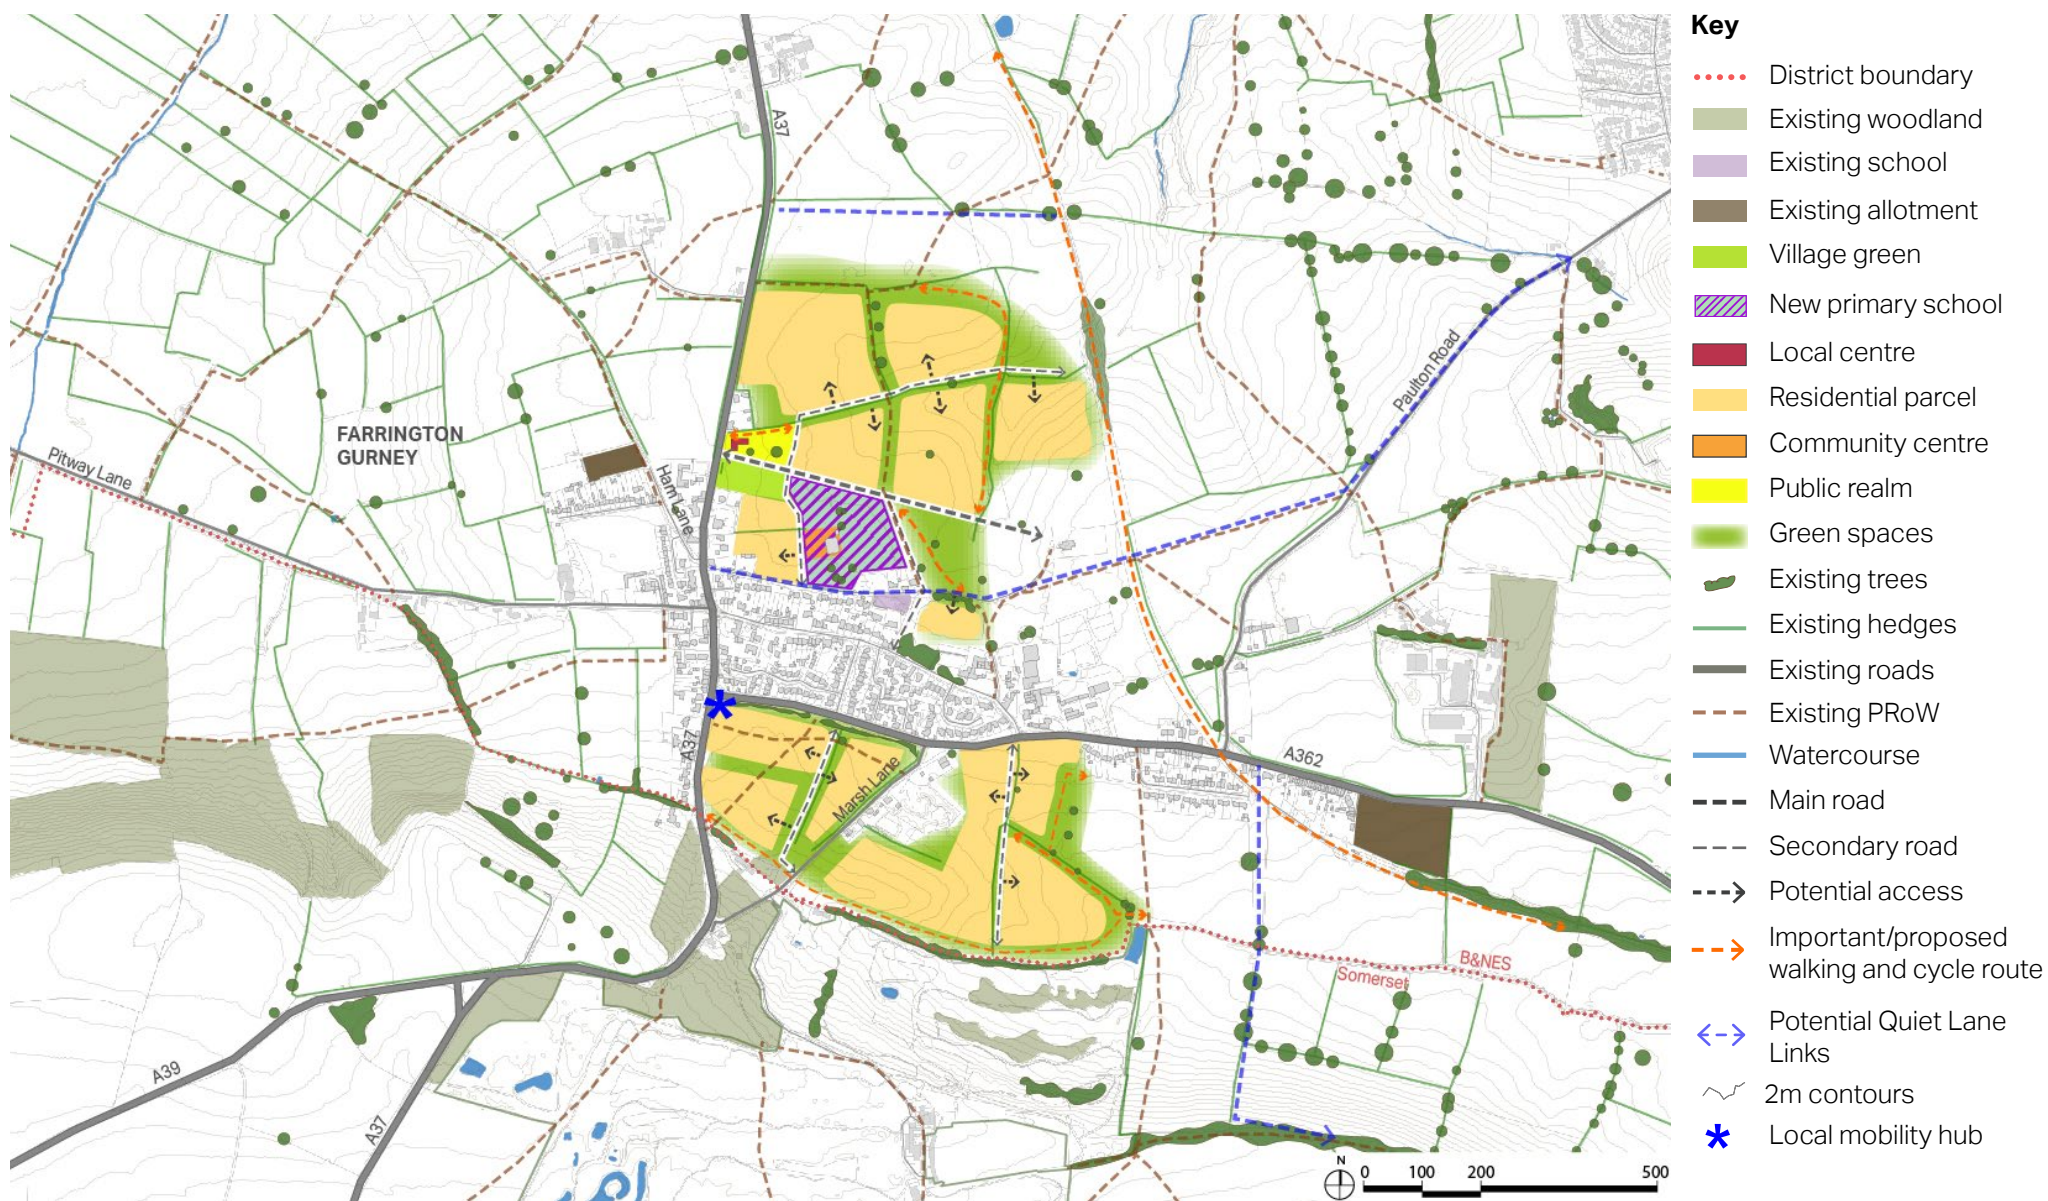 A37
FARRINGTON
GURNEY
Pitway Lane
Ham Lane
Paulton Road
A37
Marsh Lane
A362
B&NES
Somerset
A39
A37
N
0 100 200 500
Key
District boundary
Existing woodland
Existing school
Existing allotment
Village green
New primary school
Local centre
Residential parcel
Community centre
Public realm
Green spaces
Existing trees
Existing hedges
Existing roads
Existing PRoW
Watercourse
Main road
Secondary road
Potential access
Important/proposed
walking and cycle route
Potential Quiet Lane
Links
2m contours
Local mobility hub